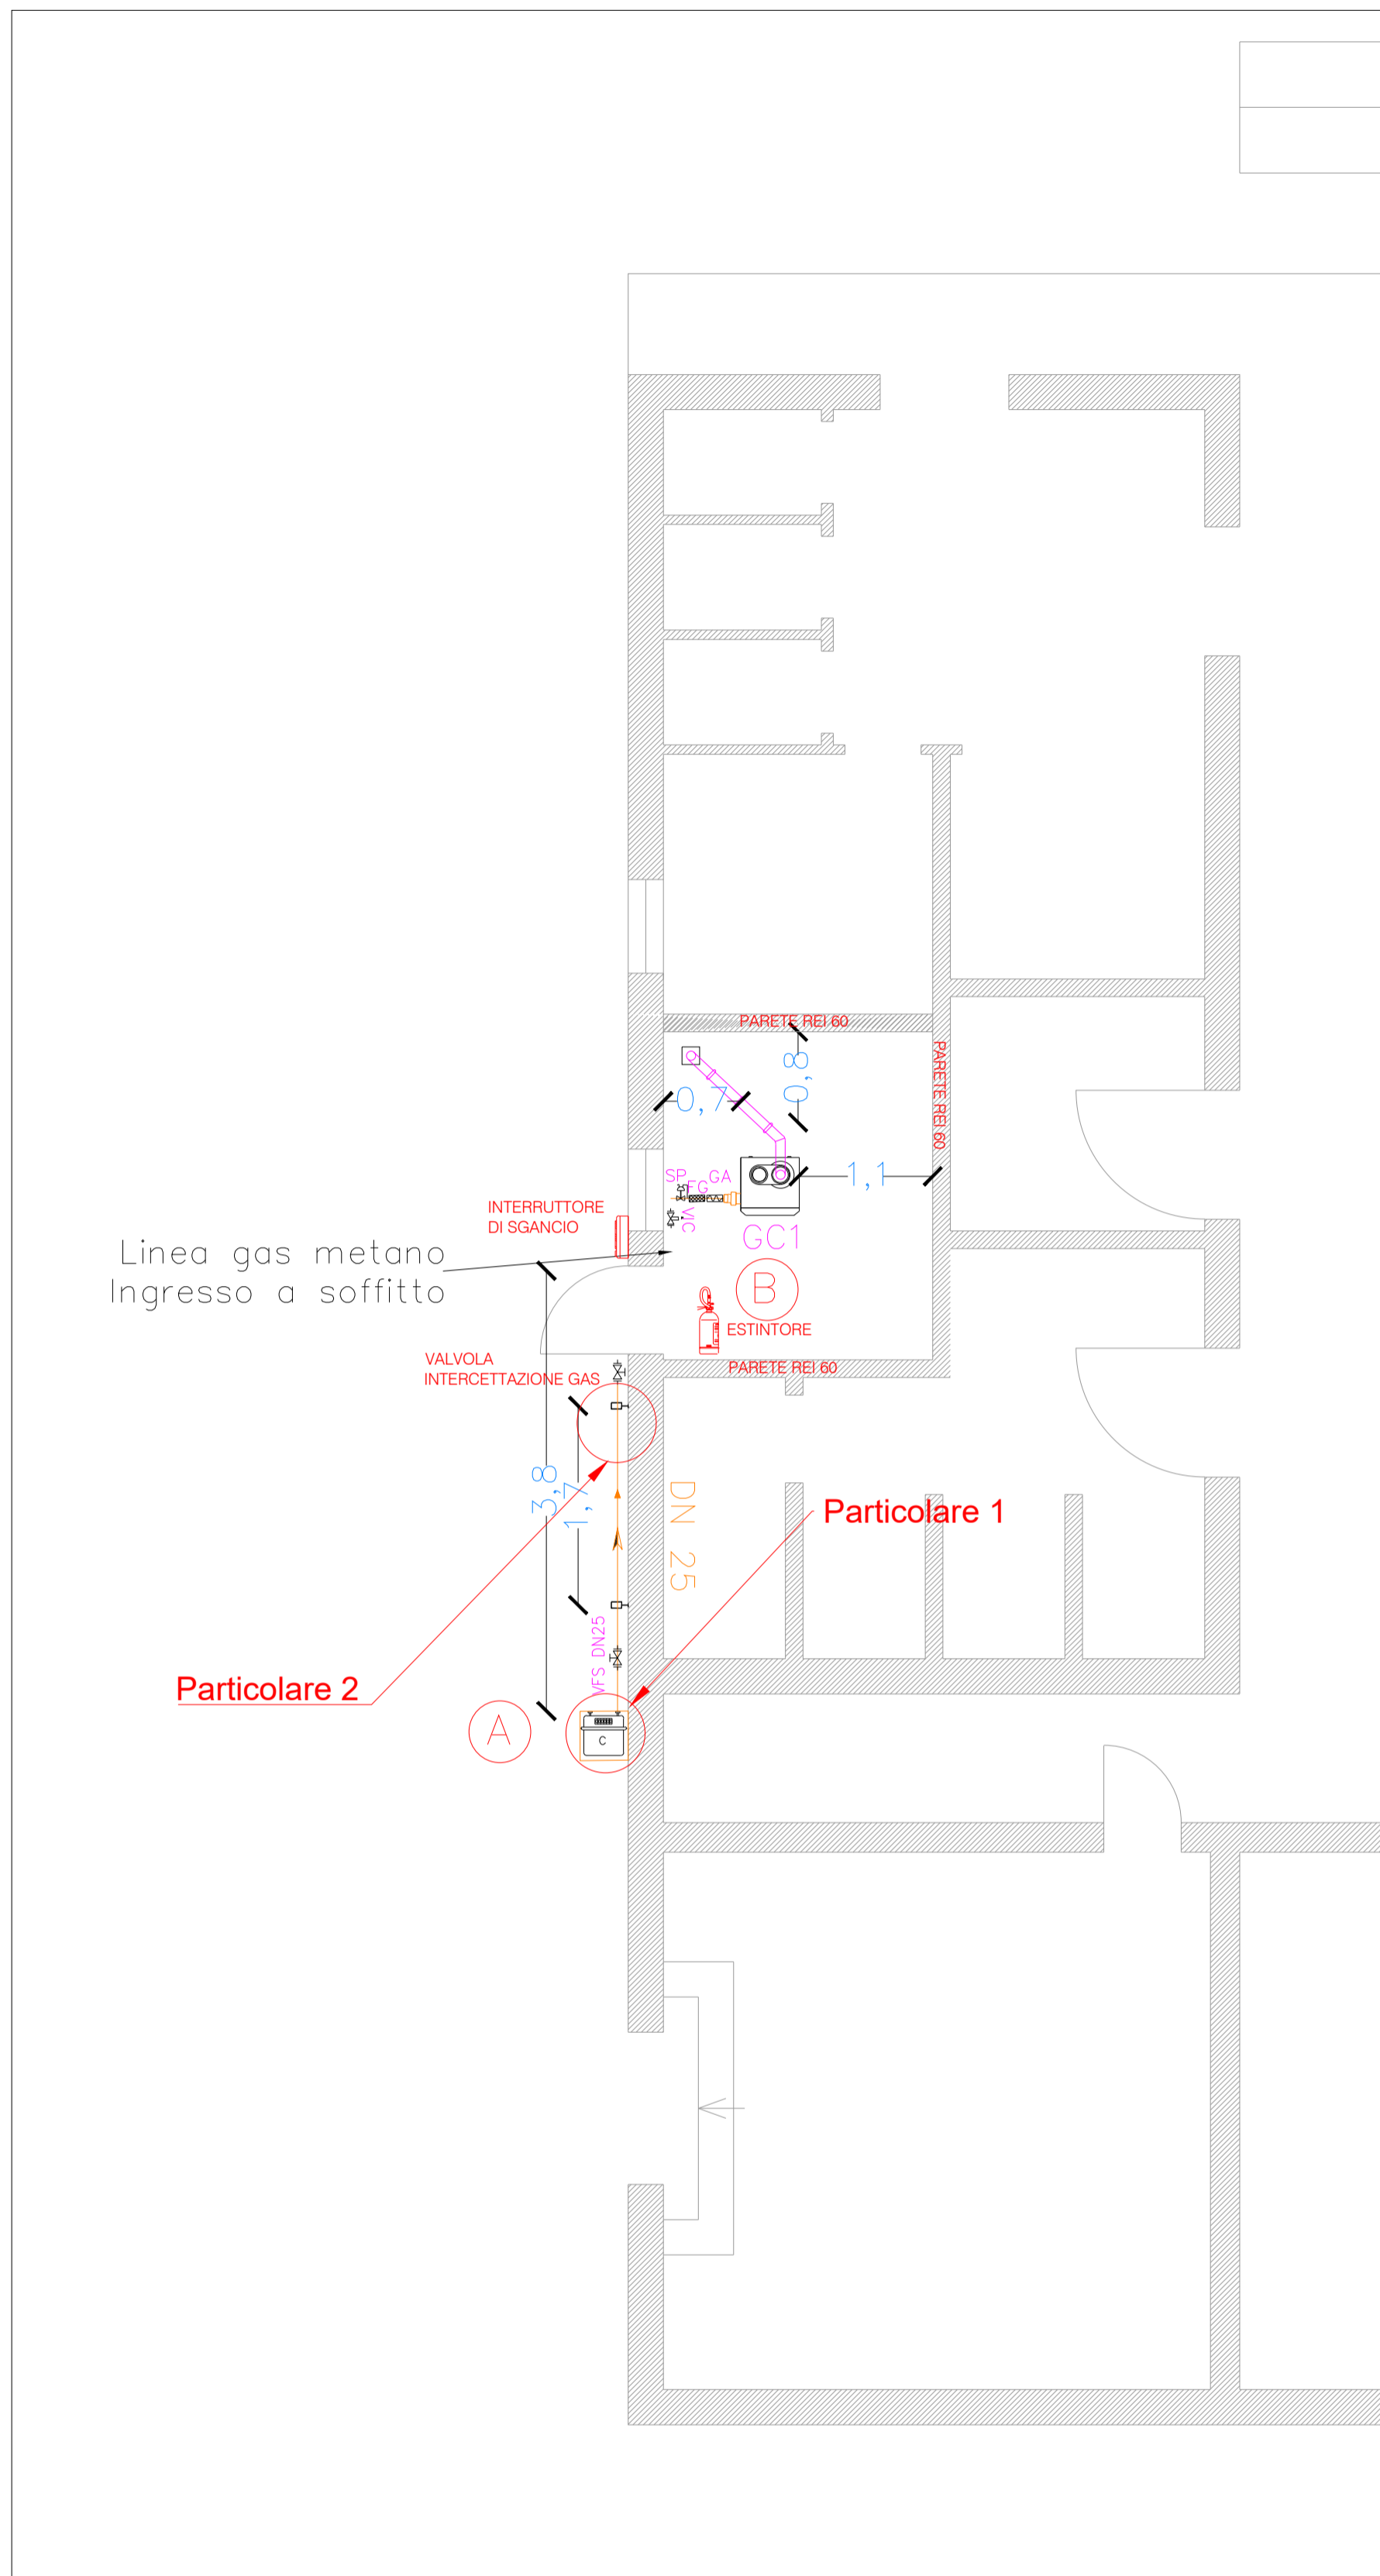 PARETE REI 60
0,8
PARETE REI 60
0,7
SP
FG
GA
1,1
VIC
INTERRUTTORE
DI SGANCIO
GC1
Linea gas metano
Ingresso a soffitto
B
ESTINTORE
VALVOLA
INTERCETTAZIONE GAS
PARETE REI 60
3,8
1,7
DN 25
Particolare 1
VFS DN25
Particolare 2
A
C